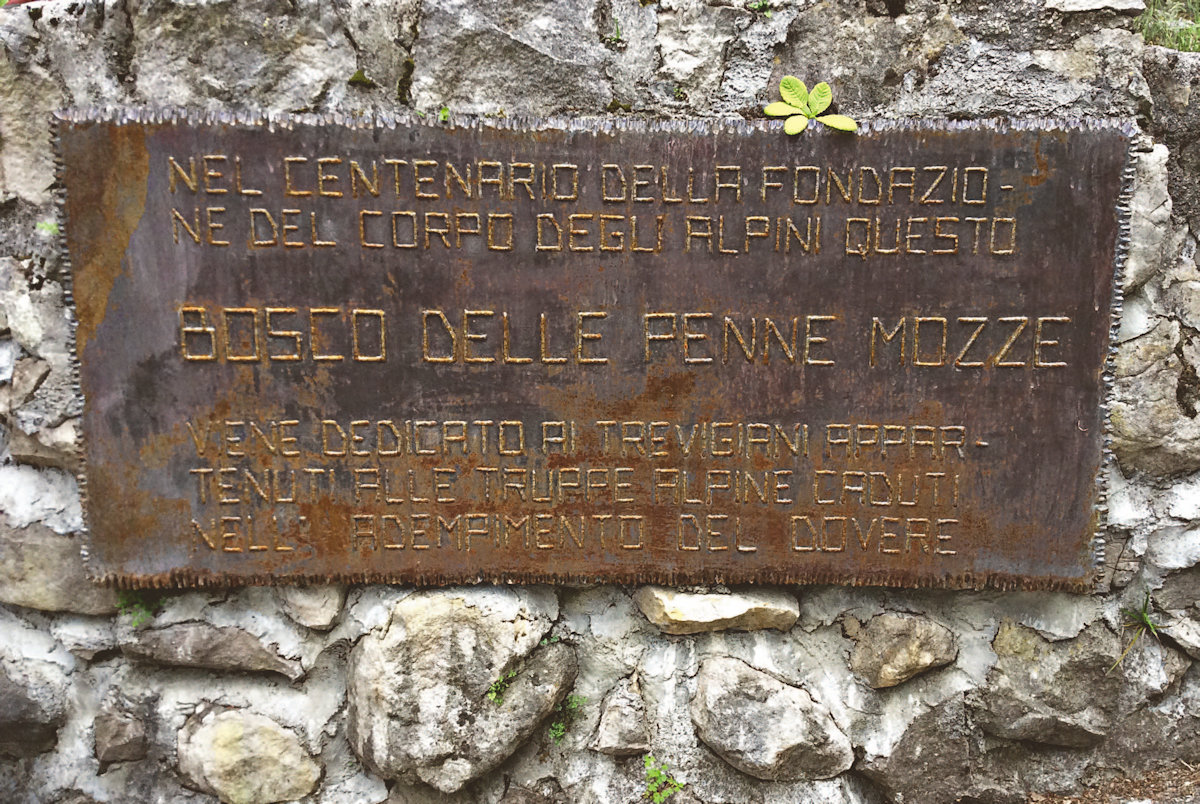 NEL CENTENARIO DELLA FONDAZIO-
NE DEL CORPO DEGLI ALPINI QUESTO
BOSCO DELLE PENNE MOZZE
VIENE DEDICATO AI TREVIGIANI APPAR-
TENUTI ALLE TRUPPE ALPINE CADUTI
NELL' ADEMPIMENTO DEL DOVERE